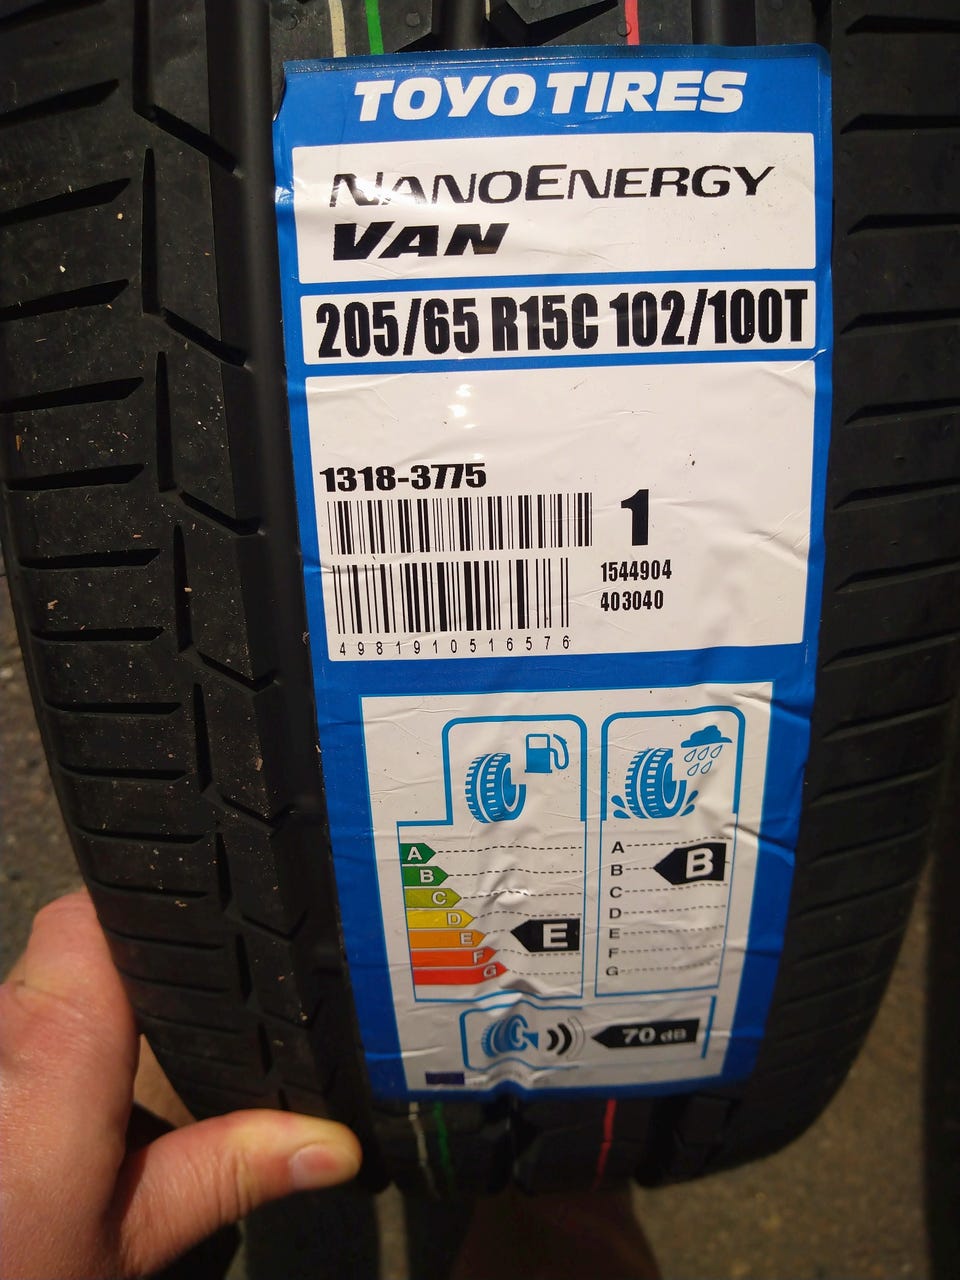 TOYO TIRES
NANOENERGY
VAN
205/65 R15C 102/100T
1318-3775
1
1544904
403040
4981910516576
A
B
C
D
E
F
G
E
A
B
C
D
E
F
G
B
70 dB